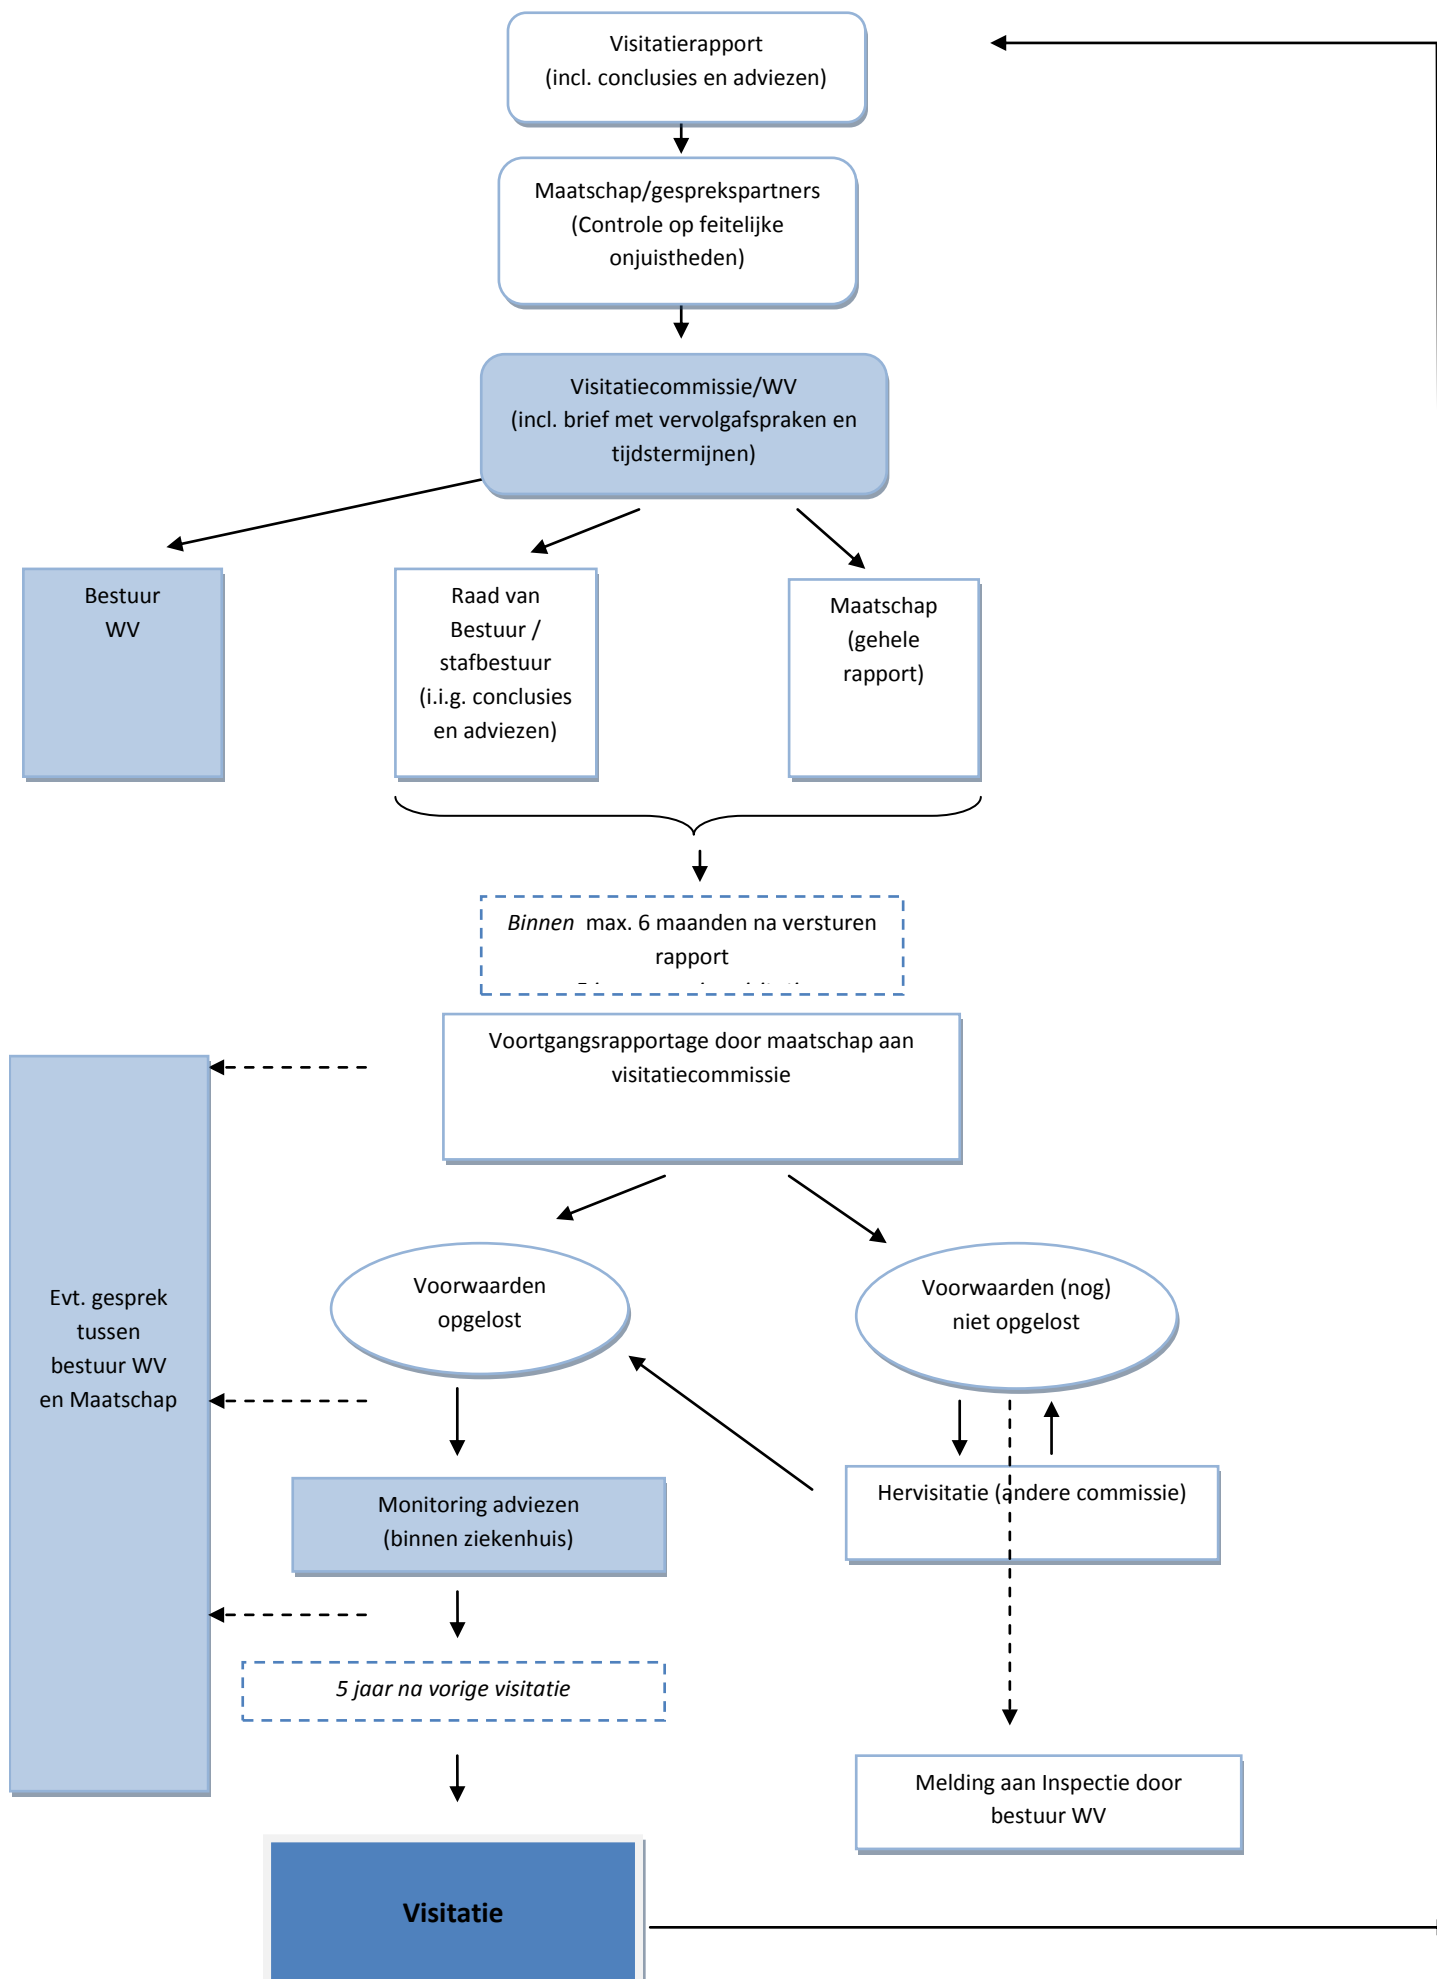 Visitatierapport
(incl. conclusies en adviezen)
Maatschap/gesprekspartners
(Controle op feitelijke
onjuistheden)
Visitatiecommissie/WV
(incl. brief met vervolgafspraken en
tijdstermijnen)
Bestuur
WV
Raad van
Bestuur /
stafbestuur
(i.i.g. conclusies
en adviezen)
Maatschap
(gehele
rapport)
Binnen max. 6 maanden na versturen
rapport
Voortgangsrapportage door maatschap aan
visitatiecommissie
Evt. gesprek
tussen
bestuur WV
en Maatschap
Voorwaarden
opgelost
Voorwaarden (nog)
niet opgelost
Monitoring adviezen
(binnen ziekenhuis)
Hervisitatie (andere commissie)
5 jaar na vorige visitatie
Melding aan Inspectie door
bestuur WV
Visitatie